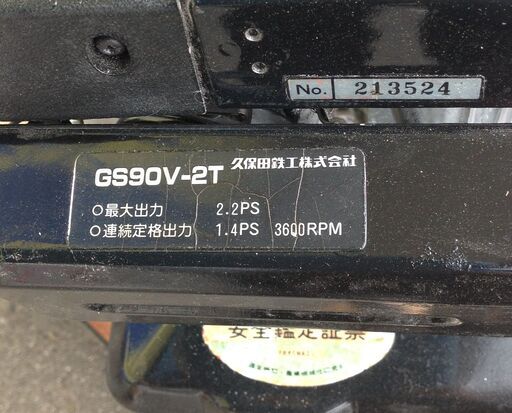 No. 213524
GS90V-2T 久保田鉄工株式会社
○最大出力 2.2PS
○連続定格出力 1.4PS 3600RPM
安全鑑定証票